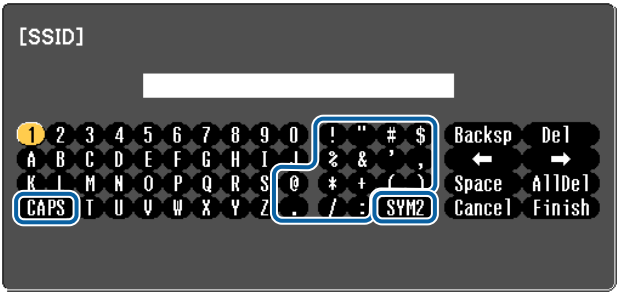 [SSID]
1 2 3 4 5 6 7 8 9 0 ! " # $ Backsp Del
A B C D E F G H I J % & ' , ← →
K L M N O P Q R S @ * + ( ) Space AllDel
CAPS T U V W X Y Z . / : SYM2 Cancel Finish